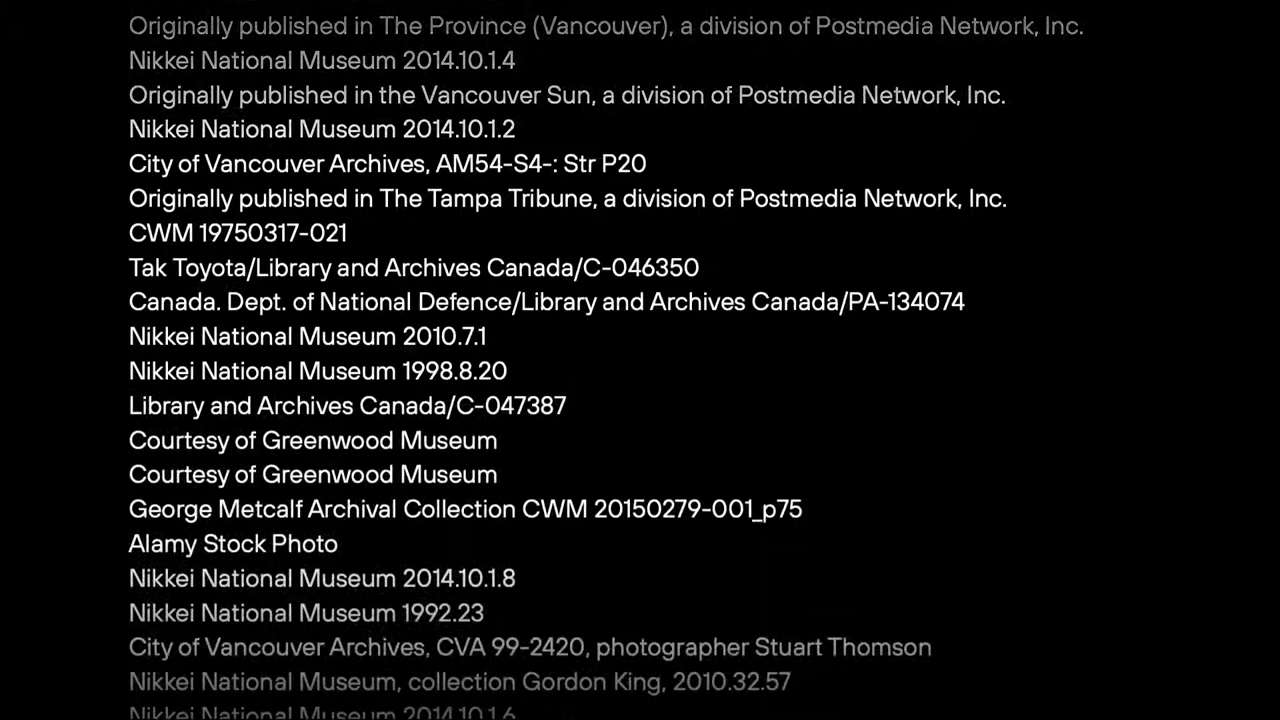 Originally published in The Province (Vancouver), a division of Postmedia Network, Inc.
Nikkei National Museum 2014.10.1.4
Originally published in the Vancouver Sun, a division of Postmedia Network, Inc.
Nikkei National Museum 2014.10.1.2
City of Vancouver Archives, AM54-S4-: Str P20
Originally published in The Tampa Tribune, a division of Postmedia Network, Inc.
CWM 19750317-021
Tak Toyota/Library and Archives Canada/C-046350
Canada. Dept. of National Defence/Library and Archives Canada/PA-134074
Nikkei National Museum 2010.7.1
Nikkei National Museum 1998.8.20
Library and Archives Canada/C-047387
Courtesy of Greenwood Museum
Courtesy of Greenwood Museum
George Metcalf Archival Collection CWM 20150279-001_p75
Alamy Stock Photo
Nikkei National Museum 2014.10.1.8
Nikkei National Museum 1992.23
City of Vancouver Archives, CVA 99-2420, photographer Stuart Thomson
Nikkei National Museum, collection Gordon King, 2010.32.57
Nikkei National Museum 2014.10.1.6